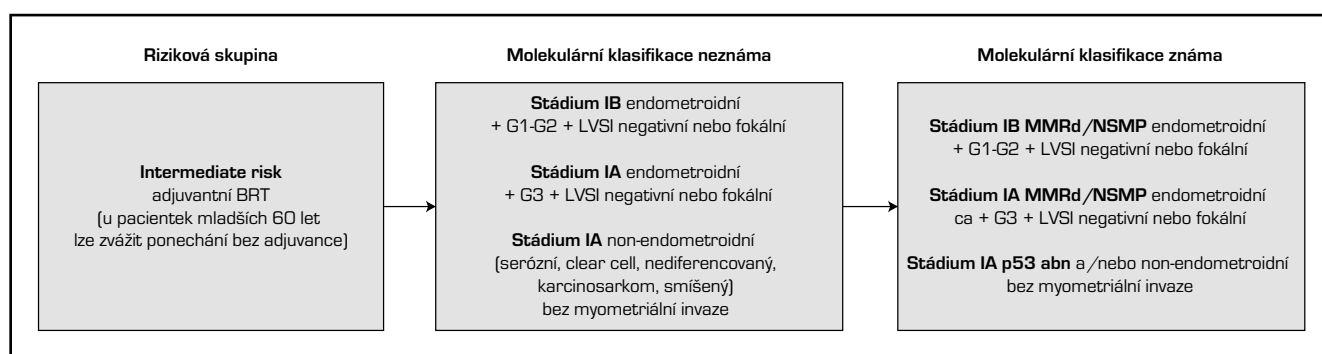 Riziková skupina
Molekulární klasifikace neznáma
Molekulární klasifikace známa
Intermediate risk
adjuvantní BRT
(u pacientek mladších 60 let
lze zvážit ponechání bez adjuvance)
Stádium IB endometroidní
+ G1-G2 + LVSI negativní nebo fokální
Stádium IA endometroidní
+ G3 + LVSI negativní nebo fokální
Stádium IA non-endometroidní
(serózní, clear cell, nediferencovaný,
karcinosarkom, smíšený)
bez myometriální invaze
Stádium IB MMRd/NSMP endometroidní
+ G1-G2 + LVSI negativní nebo fokální
Stádium IA MMRd/NSMP endometroidní
ca + G3 + LVSI negativní nebo fokální
Stádium IA p53 abn a/nebo non-endometroidní
bez myometriální invaze